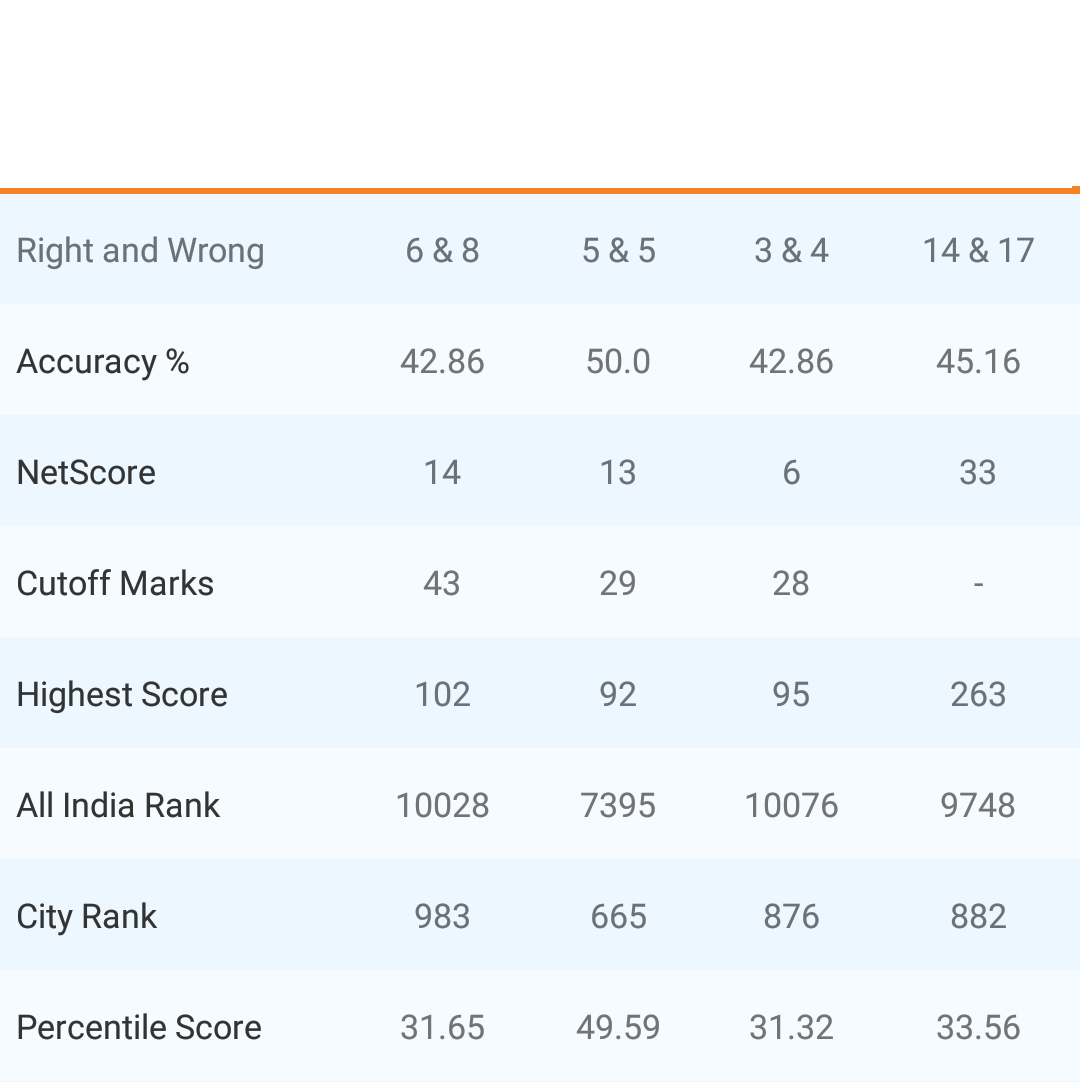 Right and Wrong 6 & 8 5 & 5 3 & 4 14 & 17
Accuracy % 42.86 50.0 42.86 45.16
NetScore 14 13 6 33
Cutoff Marks 43 29 28 -
Highest Score 102 92 95 263
All India Rank 10028 7395 10076 9748
City Rank 983 665 876 882
Percentile Score 31.65 49.59 31.32 33.56